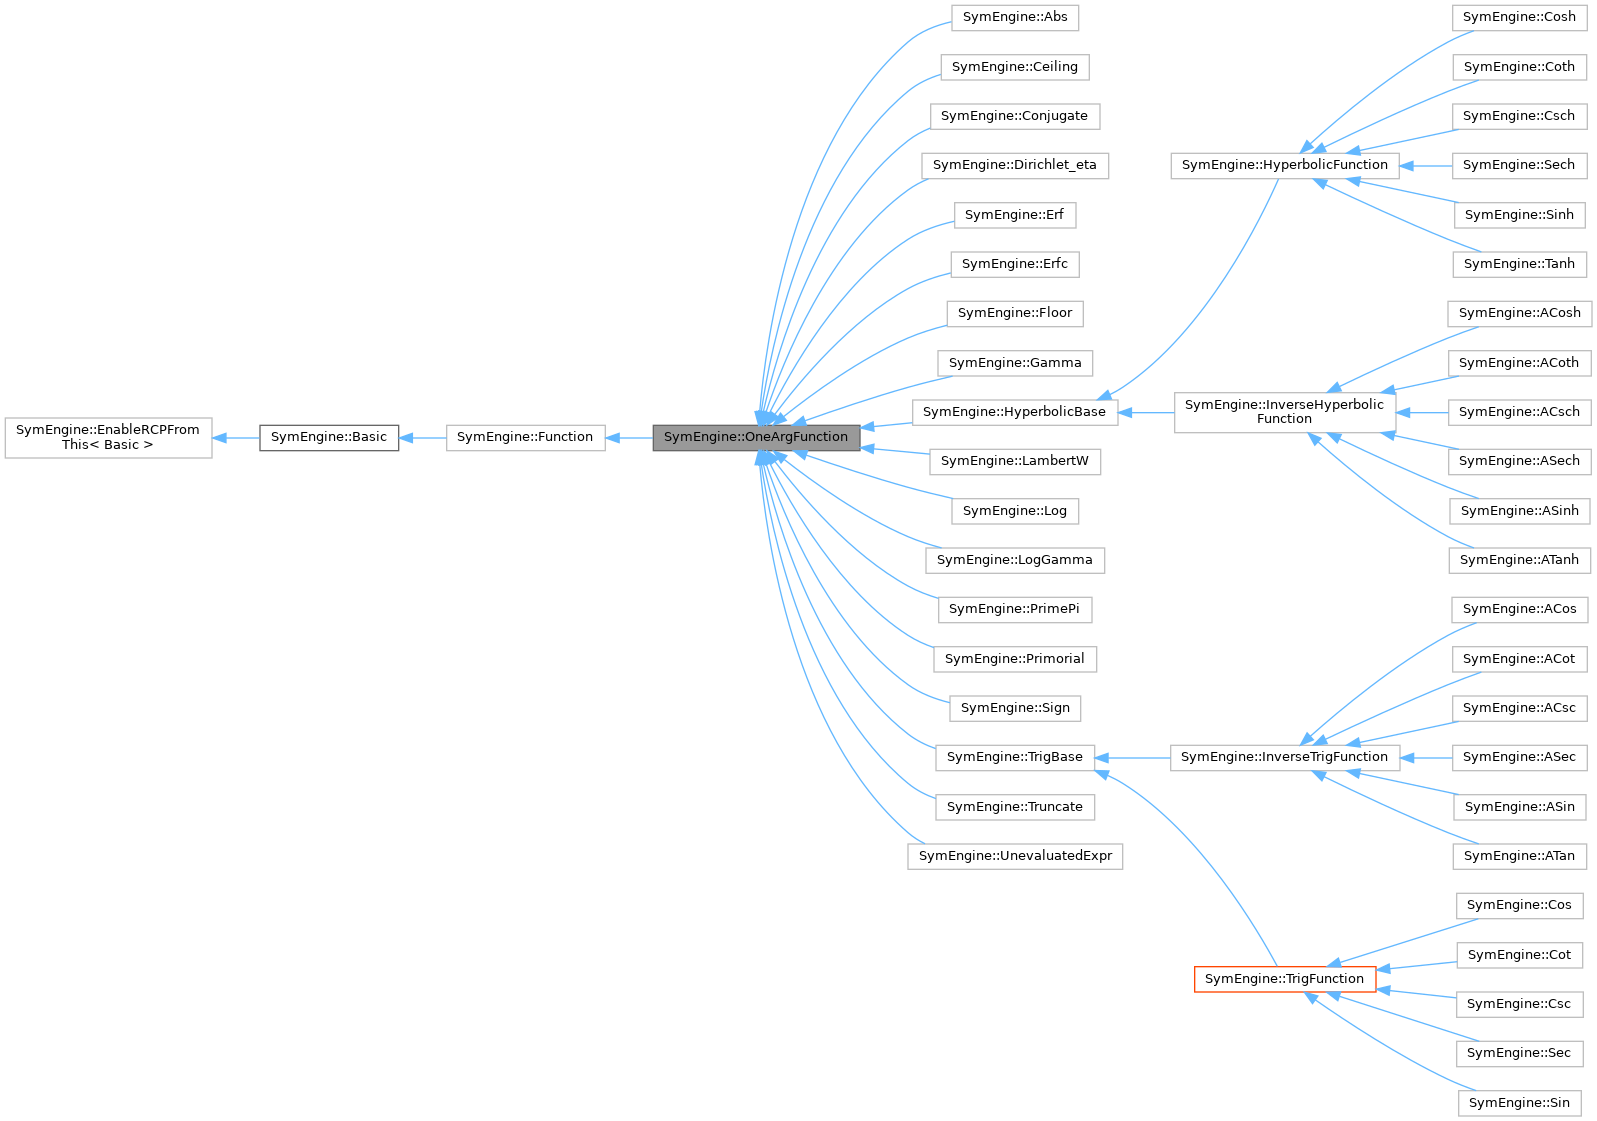 SymEngine::EnableRCPFrom
This< Basic >
SymEngine::Basic
SymEngine::Function
SymEngine::OneArgFunction
SymEngine::Abs
SymEngine::Ceiling
SymEngine::Conjugate
SymEngine::Dirichlet_eta
SymEngine::Erf
SymEngine::Erfc
SymEngine::Floor
SymEngine::Gamma
SymEngine::HyperbolicBase
SymEngine::LambertW
SymEngine::Log
SymEngine::LogGamma
SymEngine::PrimePi
SymEngine::Primorial
SymEngine::Sign
SymEngine::TrigBase
SymEngine::Truncate
SymEngine::UnevaluatedExpr
SymEngine::HyperbolicFunction
SymEngine::InverseHyperbolic
Function
SymEngine::InverseTrigFunction
SymEngine::TrigFunction
SymEngine::Cosh
SymEngine::Coth
SymEngine::Csch
SymEngine::Sech
SymEngine::Sinh
SymEngine::Tanh
SymEngine::ACosh
SymEngine::ACoth
SymEngine::ACsch
SymEngine::ASech
SymEngine::ASinh
SymEngine::ATanh
SymEngine::ACos
SymEngine::ACot
SymEngine::ACsc
SymEngine::ASec
SymEngine::ASin
SymEngine::ATan
SymEngine::Cos
SymEngine::Cot
SymEngine::Csc
SymEngine::Sec
SymEngine::Sin